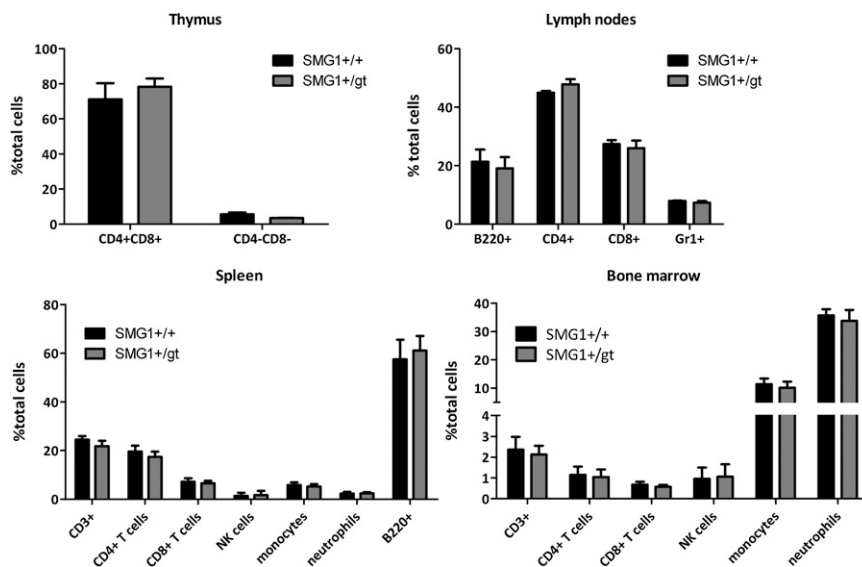 Thymus
%total cells
100
80
60
40
20
0
SMG1+/+
SMG1+/gt
CD4+CD8+
CD4-CD8-
Lymph nodes
% total cells
60
40
20
0
SMG1+/+
SMG1+/gt
B220+
CD4+
CD8+
Gr1+
Spleen
%total cells
80
60
40
20
0
SMG1+/+
SMG1+/gt
CD3+
CD4+ T cells
CD8+ T cells
NK cells
monocytes
neutrophils
B220+
Bone marrow
%total cells
40
30
20
10
4
3
2
1
0
SMG1+/+
SMG1+/gt
CD3+
CD4+ T cells
CD8+ T cells
NK cells
monocytes
neutrophils